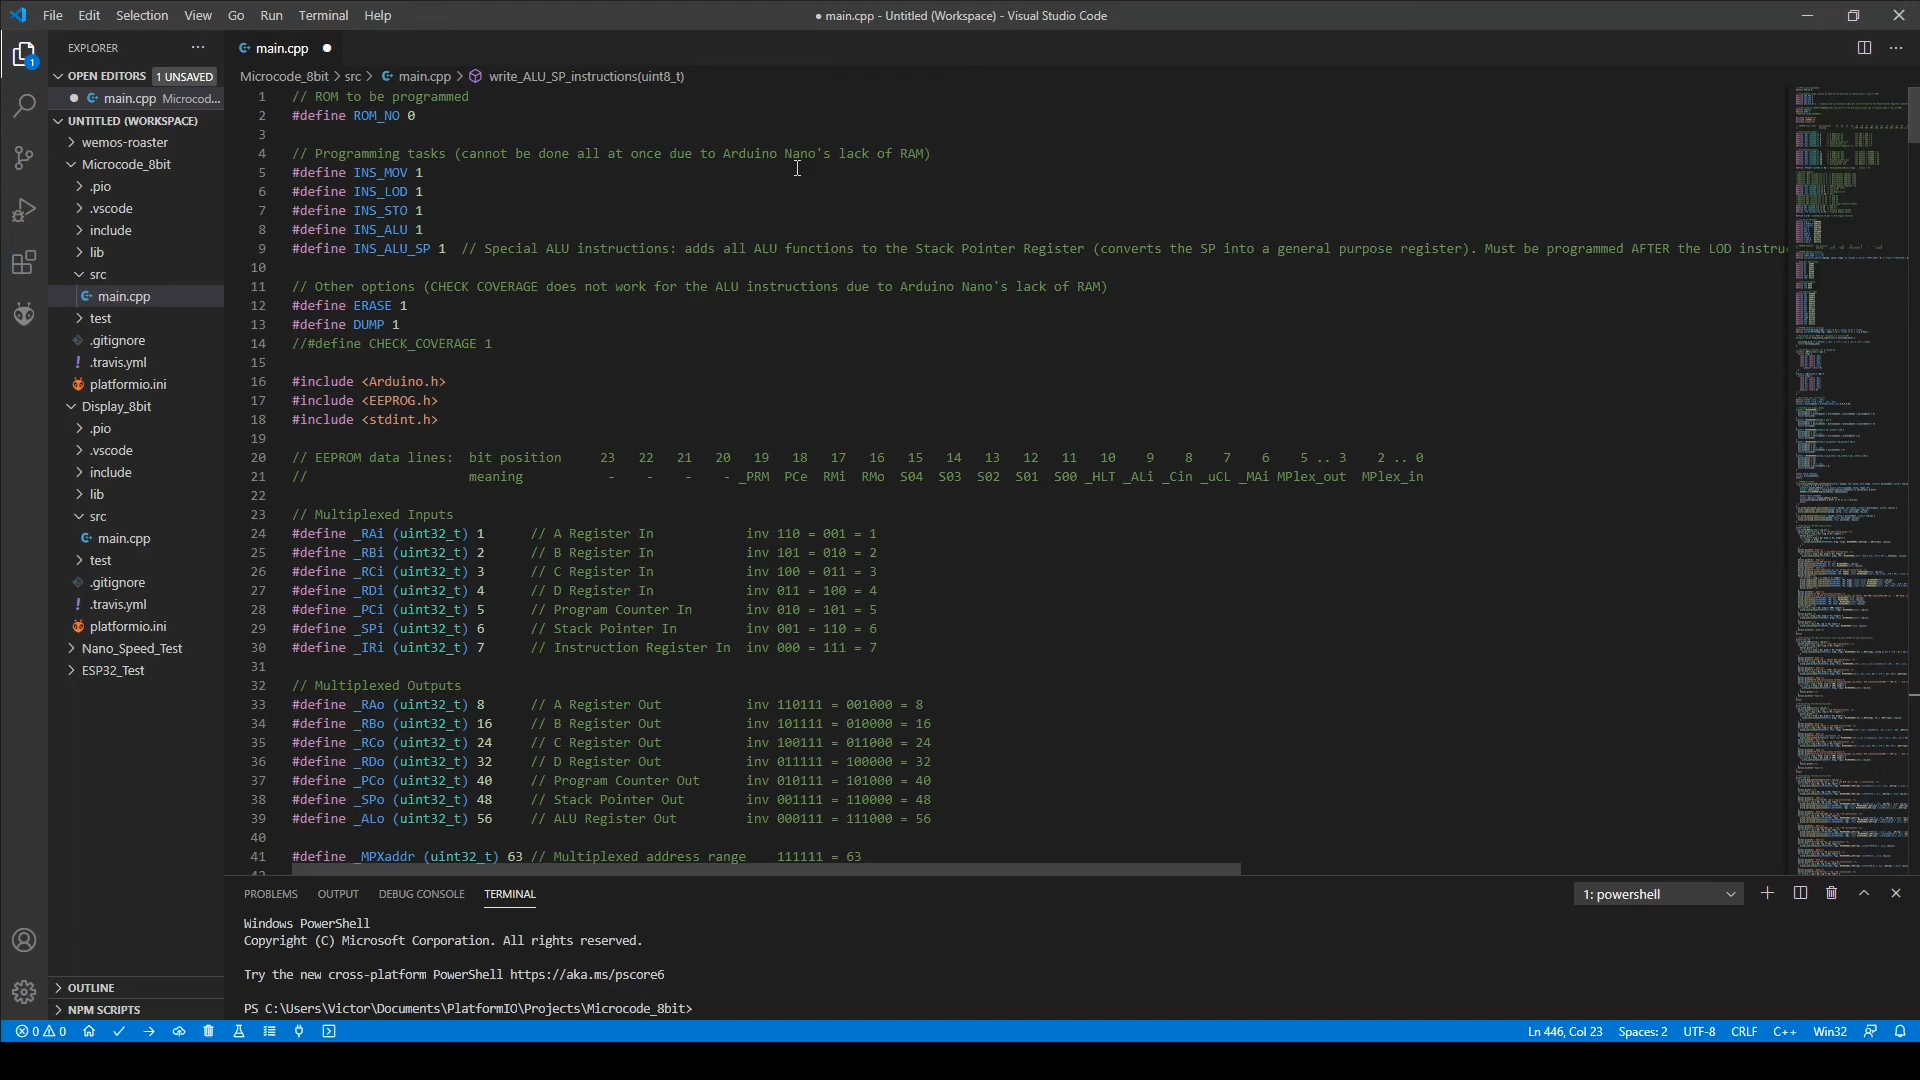 File Edit Selection View Go Run Terminal Help
● main.cpp - Untitled (Workspace) - Visual Studio Code
EXPLORER
OPEN EDITORS 1 UNSAVED
main.cpp Microcod...
UNTITLED (WORKSPACE)
wemos-roaster
Microcode_8bit
.pio
.vscode
include
lib
src
main.cpp
test
.gitignore
.travis.yml
platformio.ini
Display_8bit
.pio
.vscode
include
lib
src
main.cpp
test
.gitignore
.travis.yml
platformio.ini
Nano_Speed_Test
ESP32_Test
OUTLINE
NPM SCRIPTS
1
main.cpp
Microcode_8bit > src > main.cpp > write_ALU_SP_instructions(uint8_t)
1 // ROM to be programmed
2 #define ROM_NO 0
3
4 // Programming tasks (cannot be done all at once due to Arduino Nano's lack of RAM)
5 #define INS_MOV 1
6 #define INS_LOD 1
7 #define INS_STO 1
8 #define INS_ALU 1
9 #define INS_ALU_SP 1 // Special ALU instructions: adds all ALU functions to the Stack Pointer Register (converts the SP into a general purpose register). Must be programmed AFTER the LOD instru
10
11 // Other options (CHECK COVERAGE does not work for the ALU instructions due to Arduino Nano's lack of RAM)
12 #define ERASE 1
13 #define DUMP 1
14 //#define CHECK_COVERAGE 1
15
16 #include <Arduino.h>
17 #include <EEPROG.h>
18 #include <stdint.h>
19
20 // EEPROM data lines: bit position 23 22 21 20 19 18 17 16 15 14 13 12 11 10 9 8 7 6 5 .. 3 2 .. 0
21 // meaning - - - - _PRM PCe RMi RMo S04 S03 S02 S01 S00 _HLT _ALi _Cin _uCL _MAi MPlex_out MPlex_in
22
23 // Multiplexed Inputs
24 #define _RAi (uint32_t) 1 // A Register In inv 110 = 001 = 1
25 #define _RBi (uint32_t) 2 // B Register In inv 101 = 010 = 2
26 #define _RCi (uint32_t) 3 // C Register In inv 100 = 011 = 3
27 #define _RDi (uint32_t) 4 // D Register In inv 011 = 100 = 4
28 #define _PCi (uint32_t) 5 // Program Counter In inv 010 = 101 = 5
29 #define _SPi (uint32_t) 6 // Stack Pointer In inv 001 = 110 = 6
30 #define _IRi (uint32_t) 7 // Instruction Register In inv 000 = 111 = 7
31
32 // Multiplexed Outputs
33 #define _RAo (uint32_t) 8 // A Register Out inv 110111 = 001000 = 8
34 #define _RBo (uint32_t) 16 // B Register Out inv 101111 = 010000 = 16
35 #define _RCo (uint32_t) 24 // C Register Out inv 100111 = 011000 = 24
36 #define _RDo (uint32_t) 32 // D Register Out inv 011111 = 100000 = 32
37 #define _PCo (uint32_t) 40 // Program Counter Out inv 010111 = 101000 = 40
38 #define _SPo (uint32_t) 48 // Stack Pointer Out inv 001111 = 110000 = 48
39 #define _ALo (uint32_t) 56 // ALU Register Out inv 000111 = 111000 = 56
40
41 #define _MPXaddr (uint32_t) 63 // Multiplexed address range 111111 = 63
PROBLEMS OUTPUT DEBUG CONSOLE TERMINAL 1: powershell
Windows PowerShell
Copyright (C) Microsoft Corporation. All rights reserved.
Try the new cross-platform PowerShell https://aka.ms/pscore6
PS C:\Users\Victor\Documents\PlatformIO\Projects\Microcode_8bit>
0 0 Ln 446, Col 23 Spaces: 2 UTF-8 CRLF C++ Win32